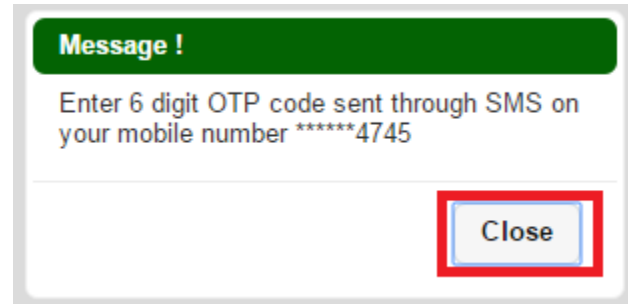 Message !
Enter 6 digit OTP code sent through SMS on
your mobile number ******4745
Close